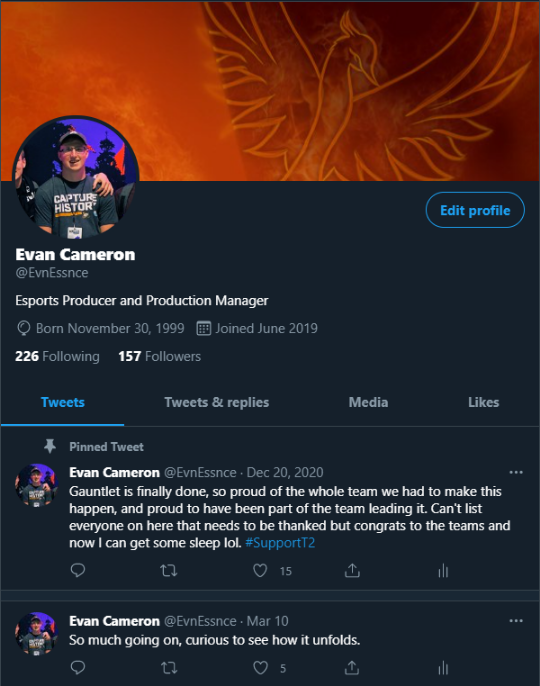 CAPTURE
HISTORY
Edit profile
Evan Cameron
@EvnEssnce
Esports Producer and Production Manager
Born November 30, 1999 Joined June 2019
226 Following 157 Followers
Tweets Tweets & replies Media Likes
Pinned Tweet
Evan Cameron @EvnEssnce · Dec 20, 2020
Gauntlet is finally done, so proud of the whole team we had to make this
happen, and proud to have been part of the team leading it. Can't list
everyone on here that needs to be thanked but congrats to the teams and
now I can get some sleep lol. #SupportT2
15
Evan Cameron @EvnEssnce · Mar 10
So much going on, curious to see how it unfolds.
5